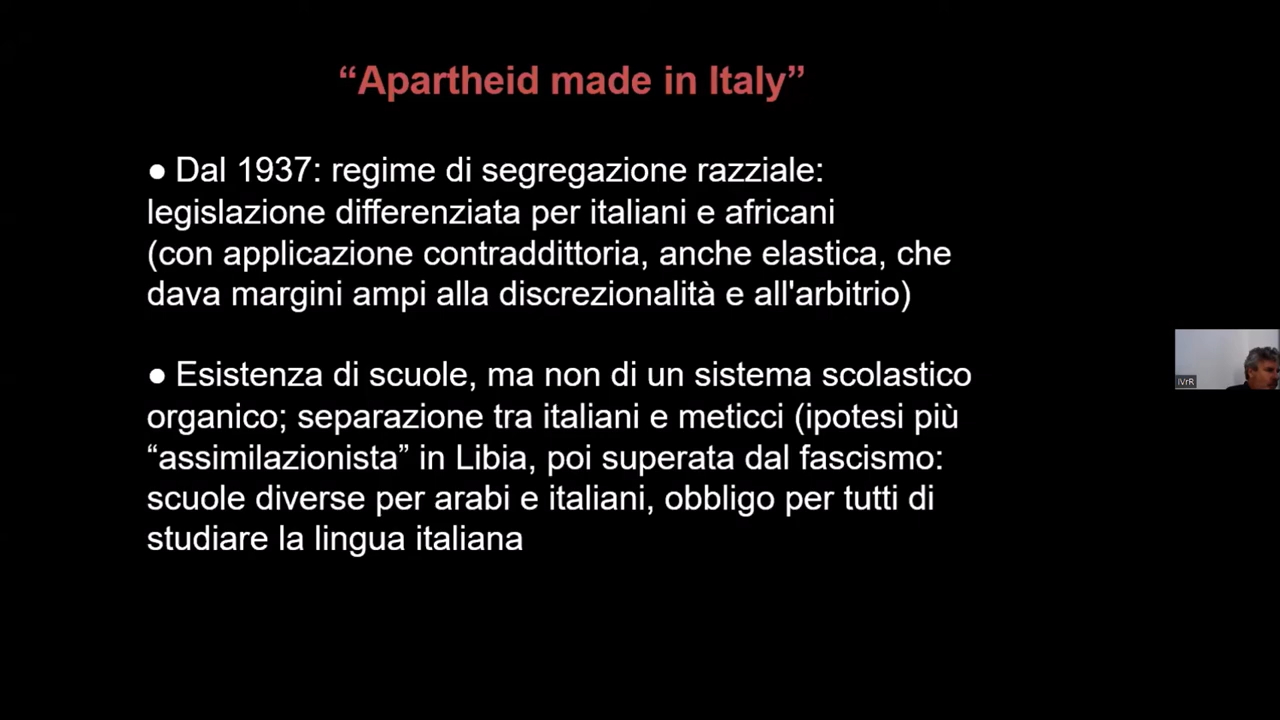 “Apartheid made in Italy”
● Dal 1937: regime di segregazione razziale:
legislazione differenziata per italiani e africani
(con applicazione contraddittoria, anche elastica, che
dava margini ampi alla discrezionalità e all'arbitrio)
● Esistenza di scuole, ma non di un sistema scolastico
organico; separazione tra italiani e meticci (ipotesi più
“assimilazionista” in Libia, poi superata dal fascismo:
scuole diverse per arabi e italiani, obbligo per tutti di
studiare la lingua italiana
IVrR